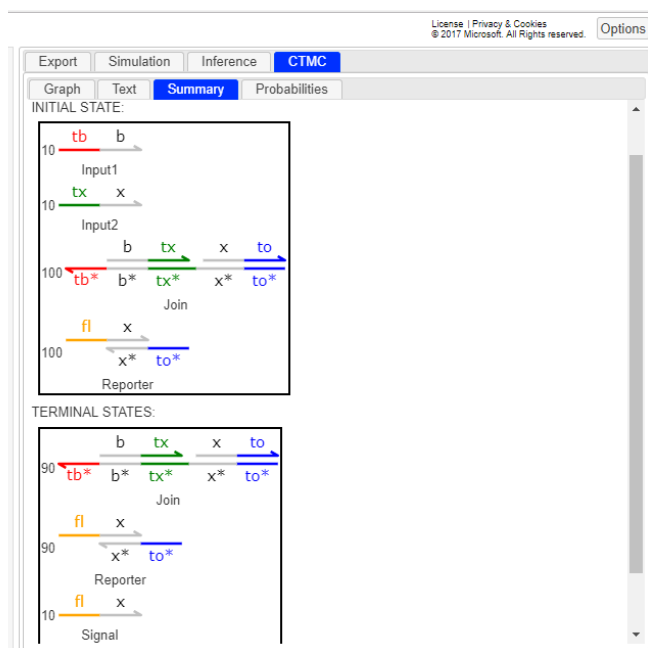 License | Privacy & Cookies
© 2017 Microsoft. All Rights reserved.
Options
Export Simulation Inference CTMC
Graph Text Summary Probabilities
INITIAL STATE:
tb b
10
Input1
tx x
10
Input2
b tx x to
100
tb* b* tx* x* to*
Join
fl x
100
x* to*
Reporter
TERMINAL STATES:
b tx x to
90
tb* b* tx* x* to*
Join
fl x
90
x* to*
Reporter
fl x
10
Signal